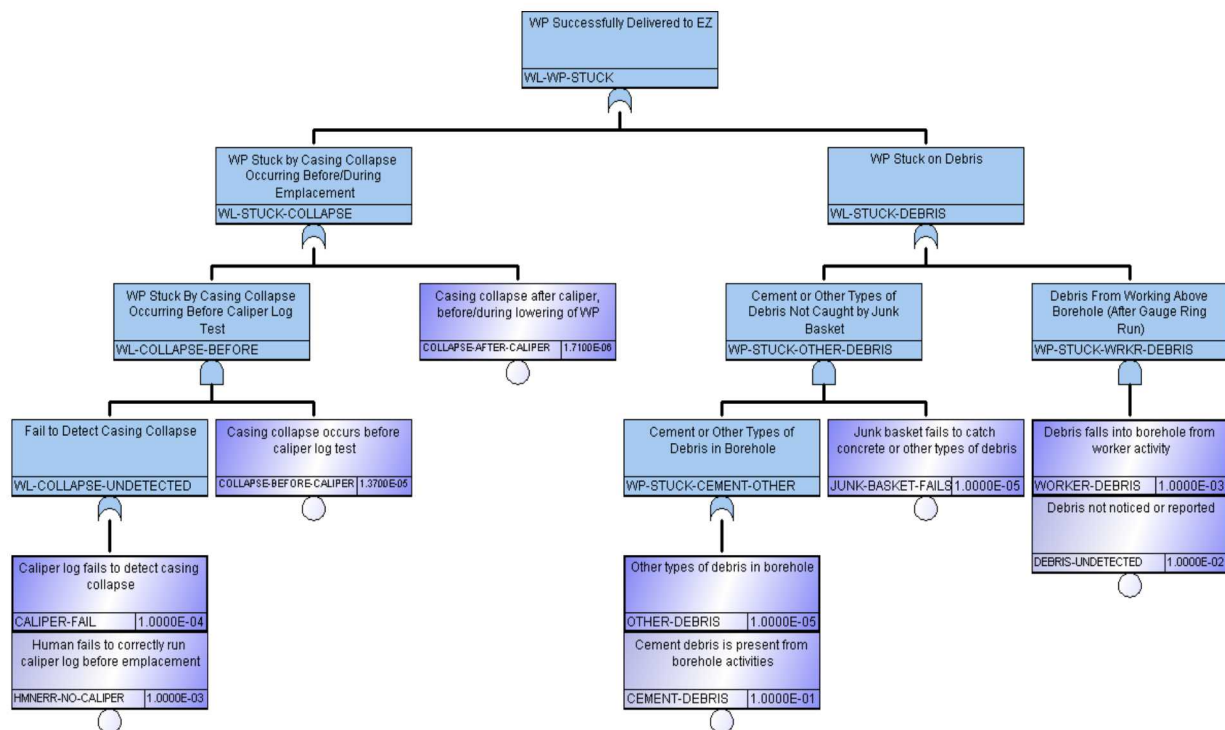 WP Successfully Delivered to EZ
WL-WP-STUCK
WP Stuck by Casing Collapse
Occurring Before/During
Emplacement
WL-STUCK-COLLAPSE
WP Stuck on Debris
WL-STUCK-DEBRIS
WP Stuck By Casing Collapse
Occurring Before Caliper Log
Test
WL-COLLAPSE-BEFORE
Casing collapse after caliper,
before/during lowering of WP
COLLAPSE-AFTER-CALIPER 1.7100E-06
Cement or Other Types of
Debris Not Caught by Junk
Basket
WP-STUCK-OTHER-DEBRIS
Debris From Working Above
Borehole (After Gauge Ring
Run)
WP-STUCK-WRKR-DEBRIS
Fail to Detect Casing Collapse
WL-COLLAPSE-UNDETECTED
Casing collapse occurs before
caliper log test
COLLAPSE-BEFORE-CALIPER 1.3700E-05
Cement or Other Types of
Debris in Borehole
WP-STUCK-CEMENT-OTHER
Junk basket fails to catch
concrete or other types of debris
JUNK-BASKET-FAILS 1.0000E-05
Debris falls into borehole from
worker activity
WORKER-DEBRIS 1.0000E-03
Debris not noticed or reported
DEBRIS-UNDETECTED 1.0000E-02
Caliper log fails to detect casing
collapse
CALIPER-FAIL 1.0000E-04
Human fails to correctly run
caliper log before emplacement
HMNERR-NO-CALIPER 1.0000E-03
Other types of debris in borehole
OTHER-DEBRIS 1.0000E-05
Cement debris is present from
borehole activities
CEMENT-DEBRIS 1.0000E-01